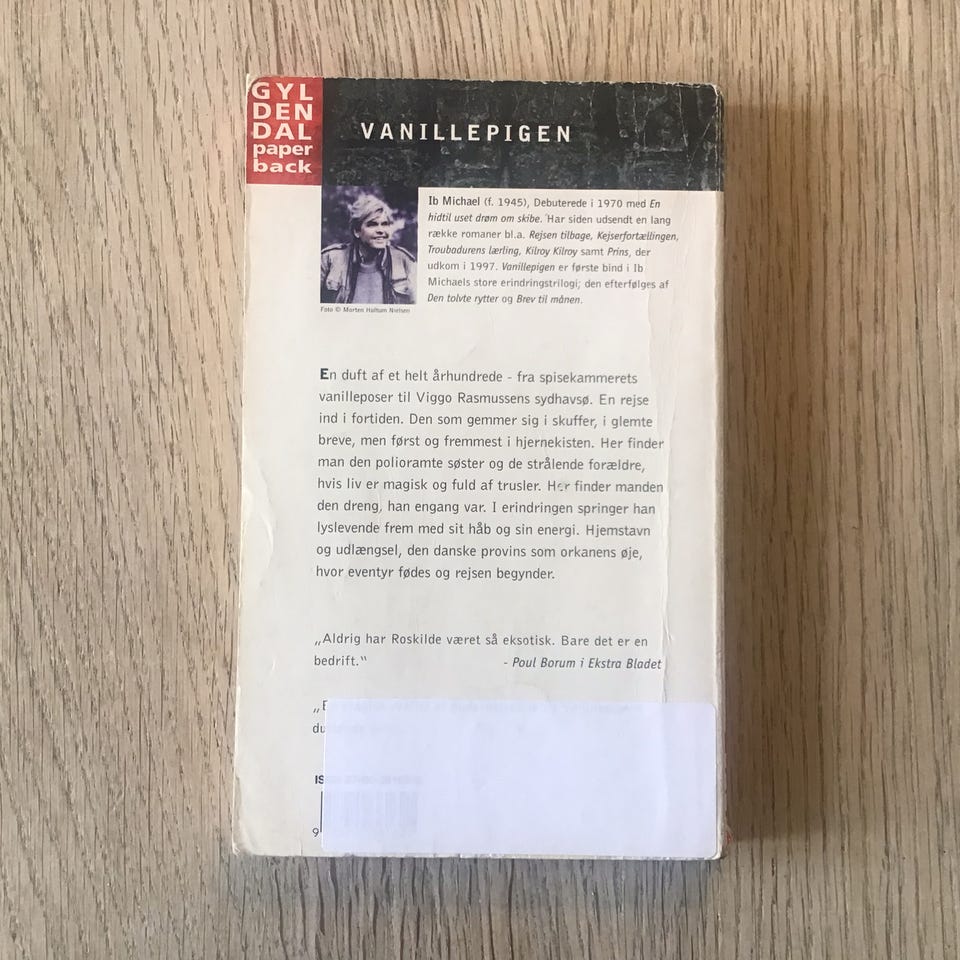 GYL
DEN
DAL
paper
back
VANILLEPIGEN
Ib Michael (f. 1945), Debuterede i 1970 med En
hidtil uset drøm om skibe. Har siden udsendt en lang
række romaner bl.a. Rejsen tilbage, Kejserfortællingen,
Troubadurens lærling, Kilroy Kilroy samt Prins, der
udkom i 1997. Vanillepigen er første bind i Ib
Michaels store erindringstrilogi; den efterfølges af
Den tolvte rytter og Brev til månen.
Foto © Morten Holtum Nielsen
En duft af et helt århundrede - fra spisekammerets
vanilleposer til Viggo Rasmussens sydhavsø. En rejse
ind i fortiden. Den som gemmer sig i skuffer, i glemte
breve, men først og fremmest i hjernekisten. Her finder
man den polioramte søster og de strålende forældre,
hvis liv er magisk og fuld af trusler. Her finder manden
den dreng, han engang var. I erindringen springer han
lyslevende frem med sit håb og sin energi. Hjemstavn
og udlængsel, den danske provins som orkanens øje,
hvor eventyr fødes og rejsen begynder.
„Aldrig har Roskilde været så eksotisk. Bare det er en
bedrift.“ - Poul Borum i Ekstra Bladet
9